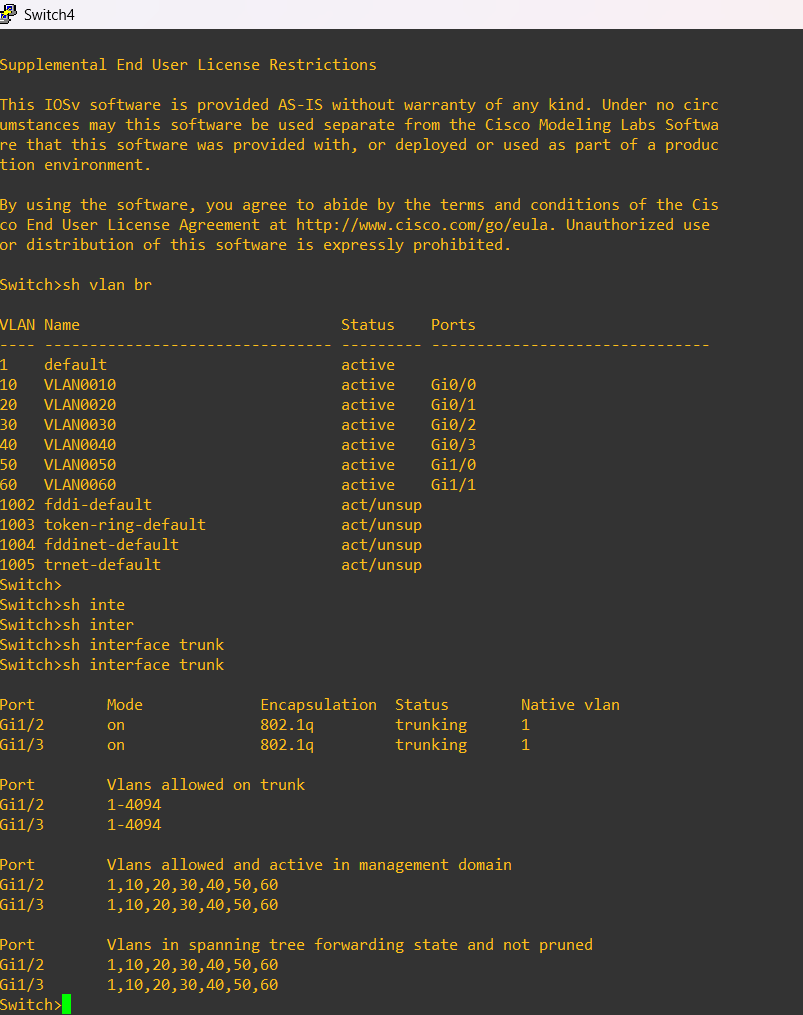 Switch4
Supplemental End User License Restrictions
This IOSv software is provided AS-IS without warranty of any kind. Under no circ
umstances may this software be used separate from the Cisco Modeling Labs Softwa
re that this software was provided with, or deployed or used as part of a produc
tion environment.
By using the software, you agree to abide by the terms and conditions of the Cis
co End User License Agreement at http://www.cisco.com/go/eula. Unauthorized use
or distribution of this software is expressly prohibited.
Switch>sh vlan br
VLAN Name                             Status    Ports
---- -------------------------------- --------- -------------------------------
1    default                          active
10   VLAN0010                         active    Gi0/0
20   VLAN0020                         active    Gi0/1
30   VLAN0030                         active    Gi0/2
40   VLAN0040                         active    Gi0/3
50   VLAN0050                         active    Gi1/0
60   VLAN0060                         active    Gi1/1
1002 fddi-default                     act/unsup
1003 token-ring-default               act/unsup
1004 fddinet-default                  act/unsup
1005 trnet-default                    act/unsup
Switch>
Switch>sh inte
Switch>sh inter
Switch>sh interface trunk
Switch>sh interface trunk
Port        Mode             Encapsulation  Status        Native vlan
Gi1/2       on               802.1q         trunking      1
Gi1/3       on               802.1q         trunking      1
Port        Vlans allowed on trunk
Gi1/2       1-4094
Gi1/3       1-4094
Port        Vlans allowed and active in management domain
Gi1/2       1,10,20,30,40,50,60
Gi1/3       1,10,20,30,40,50,60
Port        Vlans in spanning tree forwarding state and not pruned
Gi1/2       1,10,20,30,40,50,60
Gi1/3       1,10,20,30,40,50,60
Switch>